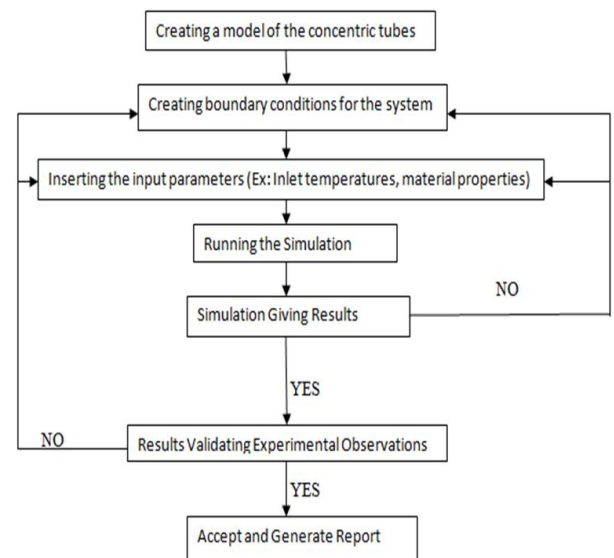 Creating a model of the concentric tubes
Creating boundary conditions for the system
Inserting the input parameters (Ex: Inlet temperatures, material properties)
Running the Simulation
NO
Simulation Giving Results
YES
NO
Results Validating Experimental Observations
YES
Accept and Generate Report